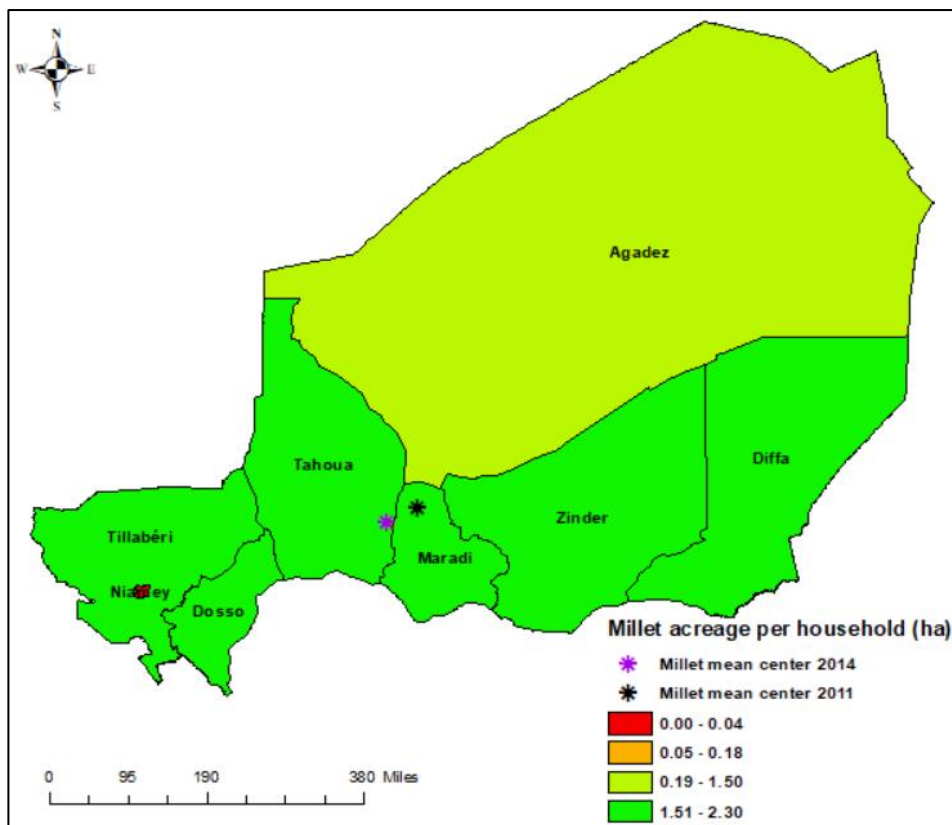 N
W E
S
Agadez
Tahoua
Diffa
Zinder
Tillabéri
Maradi
Niamey
Dosso
Millet acreage per household (ha)
Millet mean center 2014
Millet mean center 2011
0.00 - 0.04
0.05 - 0.18
0.19 - 1.50
1.51 - 2.30
0 95 190 380 Miles